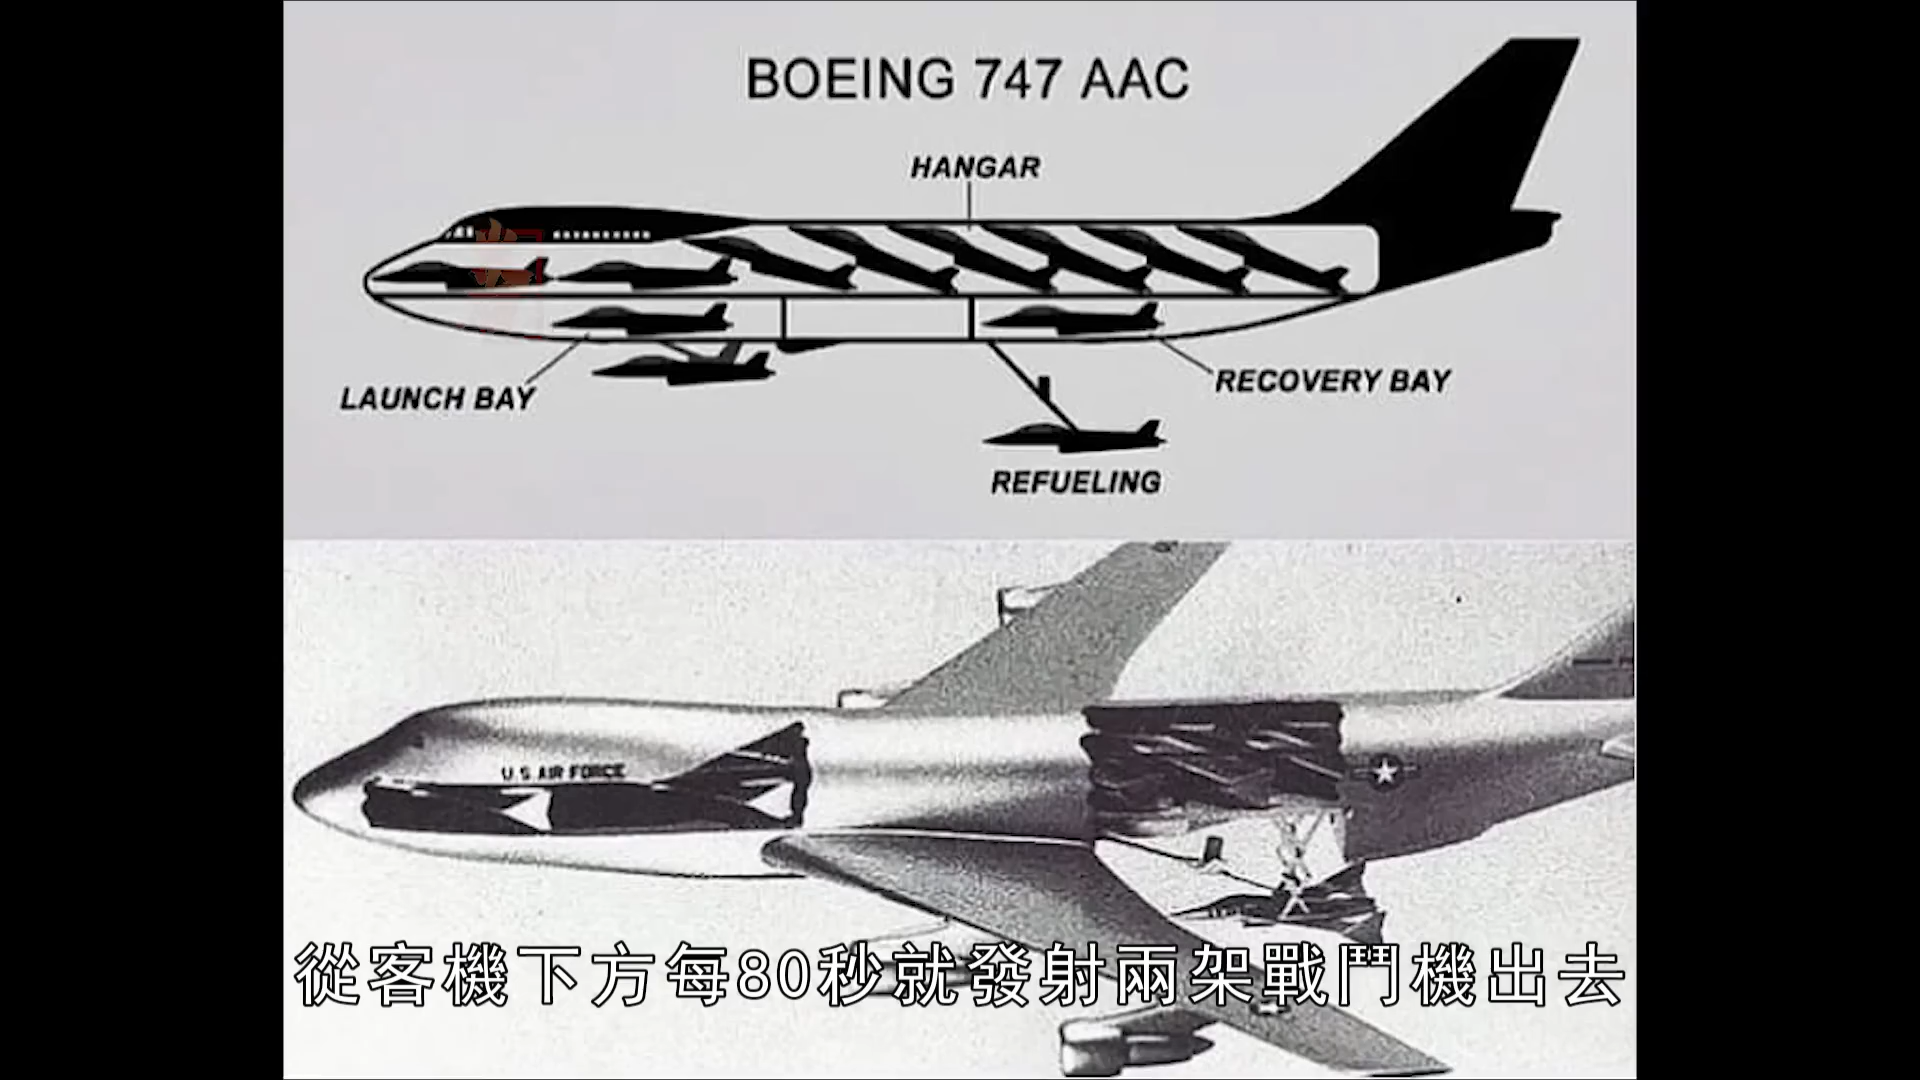 BOEING 747 AAC
HANGAR
LAUNCH BAY
RECOVERY BAY
REFUELING
U.S. AIR FORCE
從客機下方每80秒就發射兩架戰鬥機出去